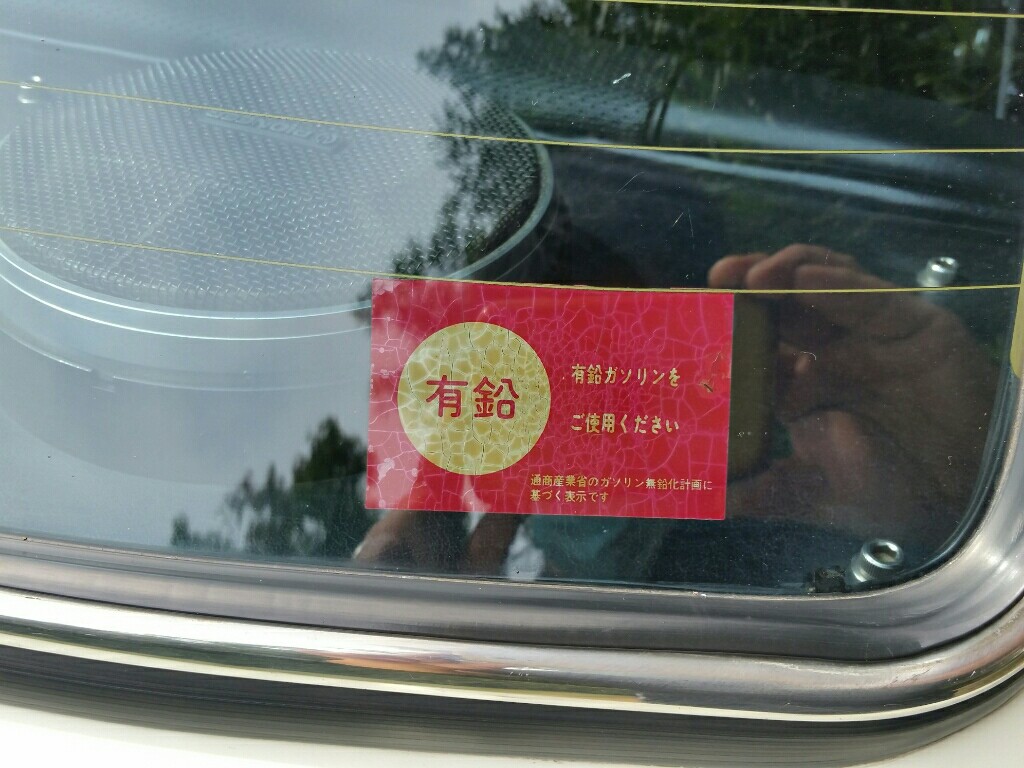 有鉛
有鉛ガソリンを
ご使用ください
通商産業省のガソリン無鉛化計画に
基づく表示です